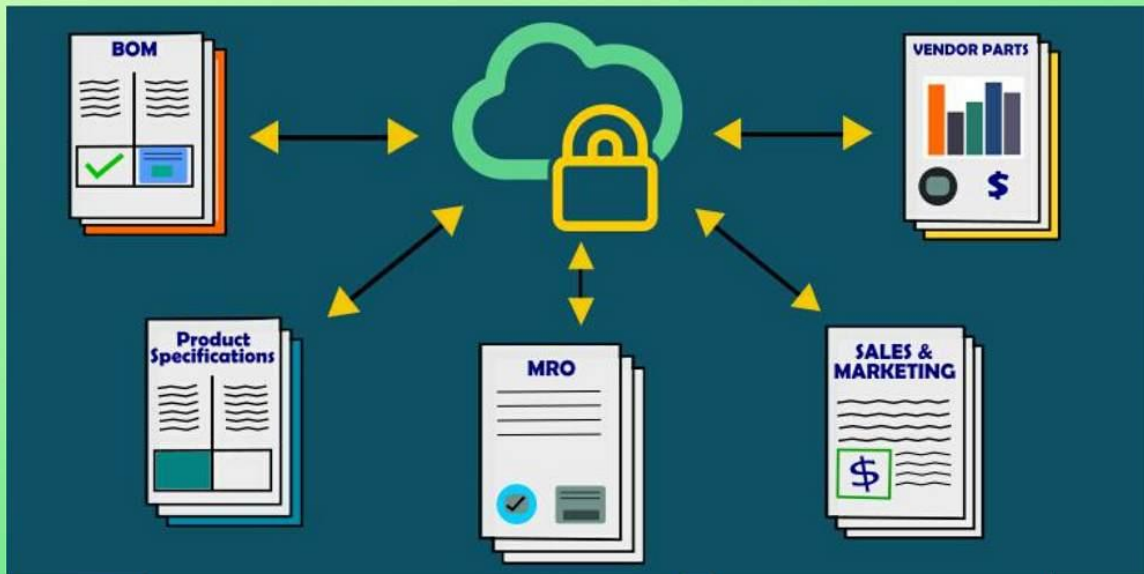 BOM
VENDOR PARTS
$
Product
Specifications
MRO
SALES &
MARKETING
$